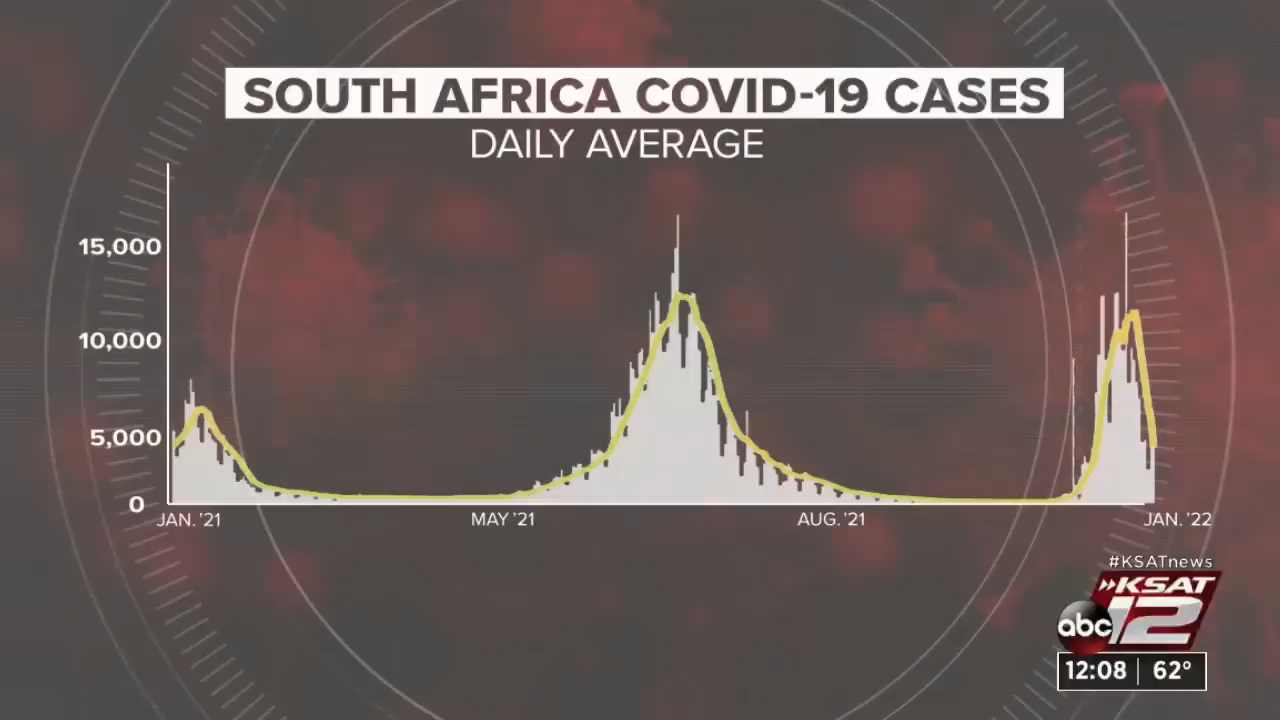 SOUTH AFRICA COVID-19 CASES
DAILY AVERAGE
15,000
10,000
5,000
0
JAN. '21
MAY '21
AUG. '21
JAN. '22
#KSATnews
KSAT
abc 12
12:08 | 62°